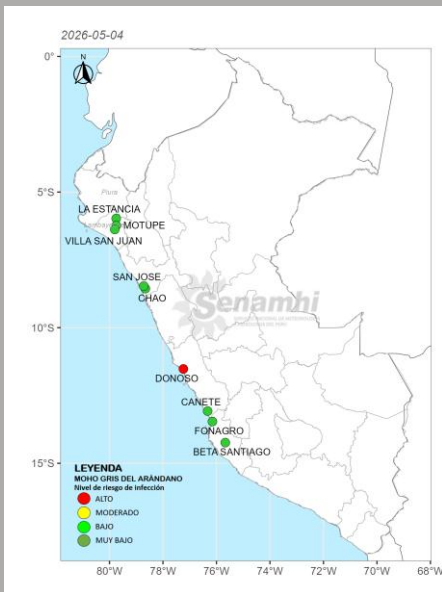 2026-05-04
N
0°
Piura
LA ESTANCIA
MOTUPE
VILLA SAN JUAN
5°S
SAN JOSE
CHAO
Senamhi
10°S
DONOSO
CANETE
FONAGRO
BETA SANTIAGO
15°S
LEYENDA
MOHO GRIS DEL ARÁNDANO
Nivel de riesgo de infección
ALTO
MODERADO
BAJO
MUY BAJO
80°W 78°W 76°W 74°W 72°W 70°W 68°W